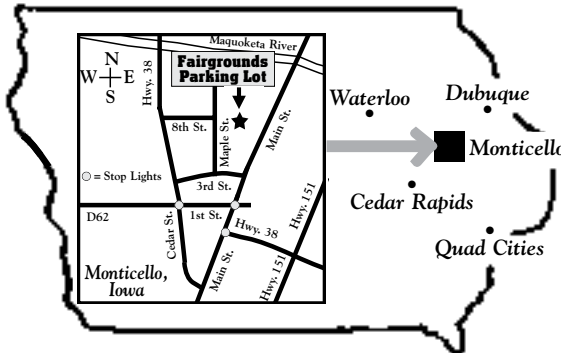 Maquoketa River
Fairgrounds
Parking Lot
N
W E
S
Hwy. 38
8th St.
Maple St.
Main St.
= Stop Lights
3rd St.
Hwy. 151
D62
1st St.
Hwy. 38
Cedar St.
Main St.
Hwy. 151
Monticello,
Iowa
Waterloo
Dubuque
Monticello
Cedar Rapids
Quad Cities